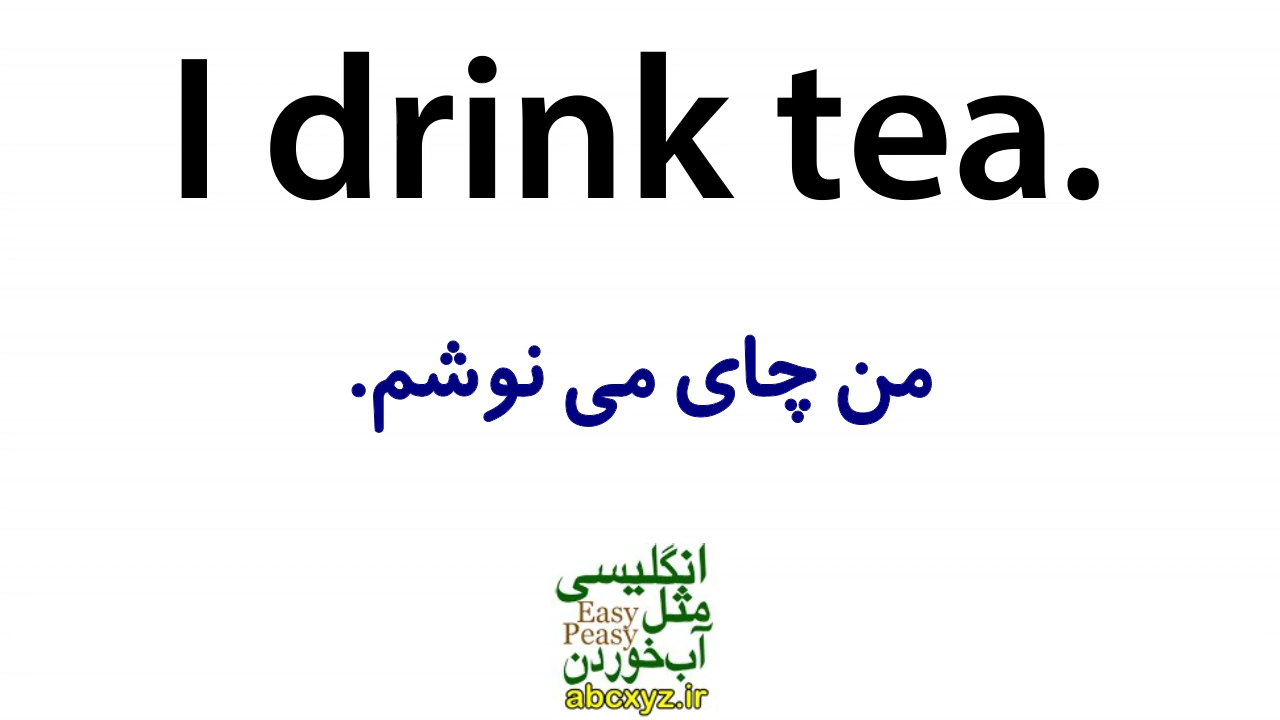 I drink tea.
من چای می نوشم.
انگلیسی
مثل
Easy
Peasy
آب‌خوردن
abcxyz.ir